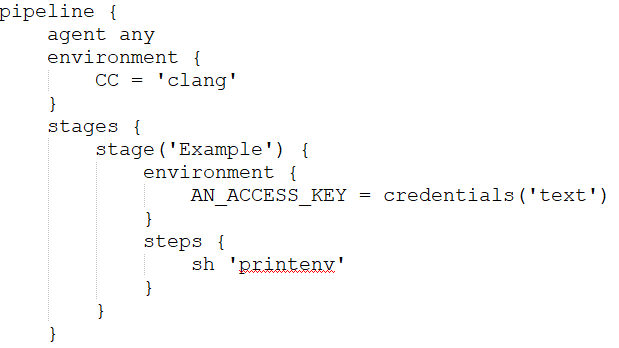 pipeline {
    agent any
    environment {
        CC = 'clang'
    }
    stages {
        stage('Example') {
            environment {
                AN_ACCESS_KEY = credentials('text')
            }
            steps {
                sh 'printenv'
            }
        }
    }